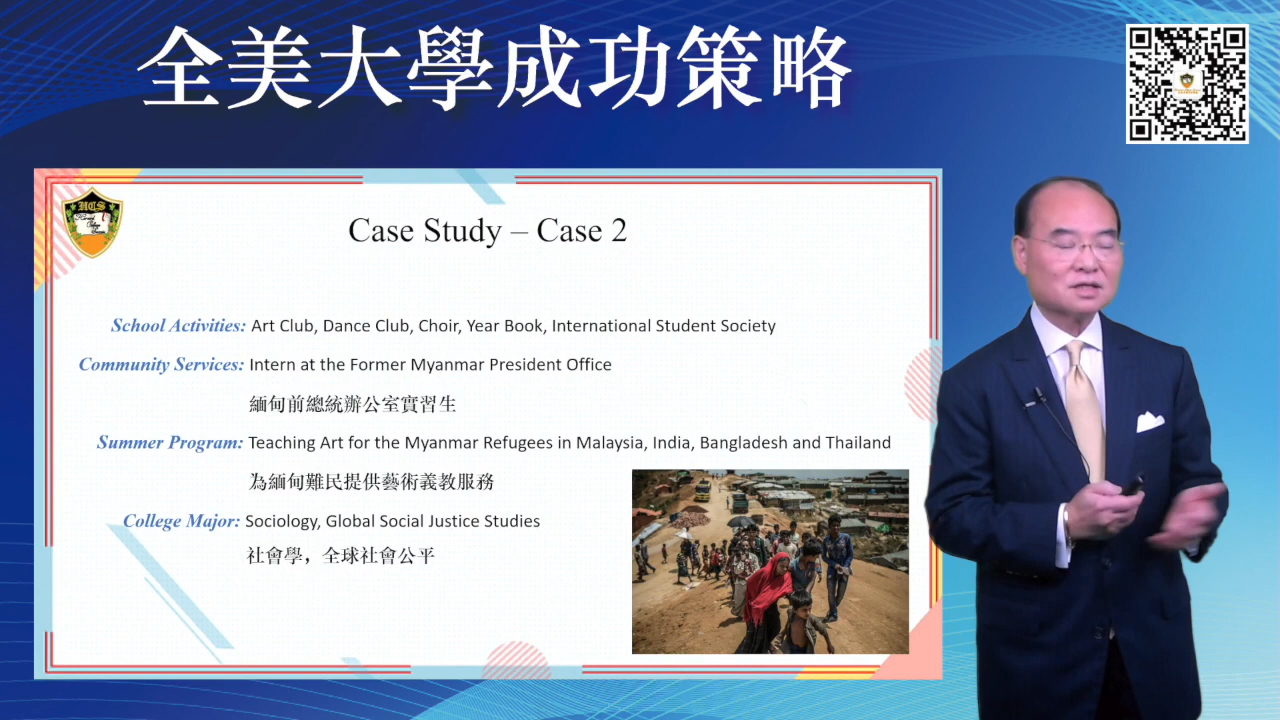 全美大學成功策略
HCS
Case Study – Case 2
School Activities: Art Club, Dance Club, Choir, Year Book, International Student Society
Community Services: Intern at the Former Myanmar President Office
緬甸前總統辦公室實習生
Summer Program: Teaching Art for the Myanmar Refugees in Malaysia, India, Bangladesh and Thailand
為緬甸難民提供藝術義教服務
College Major: Sociology, Global Social Justice Studies
社會學，全球社會公平